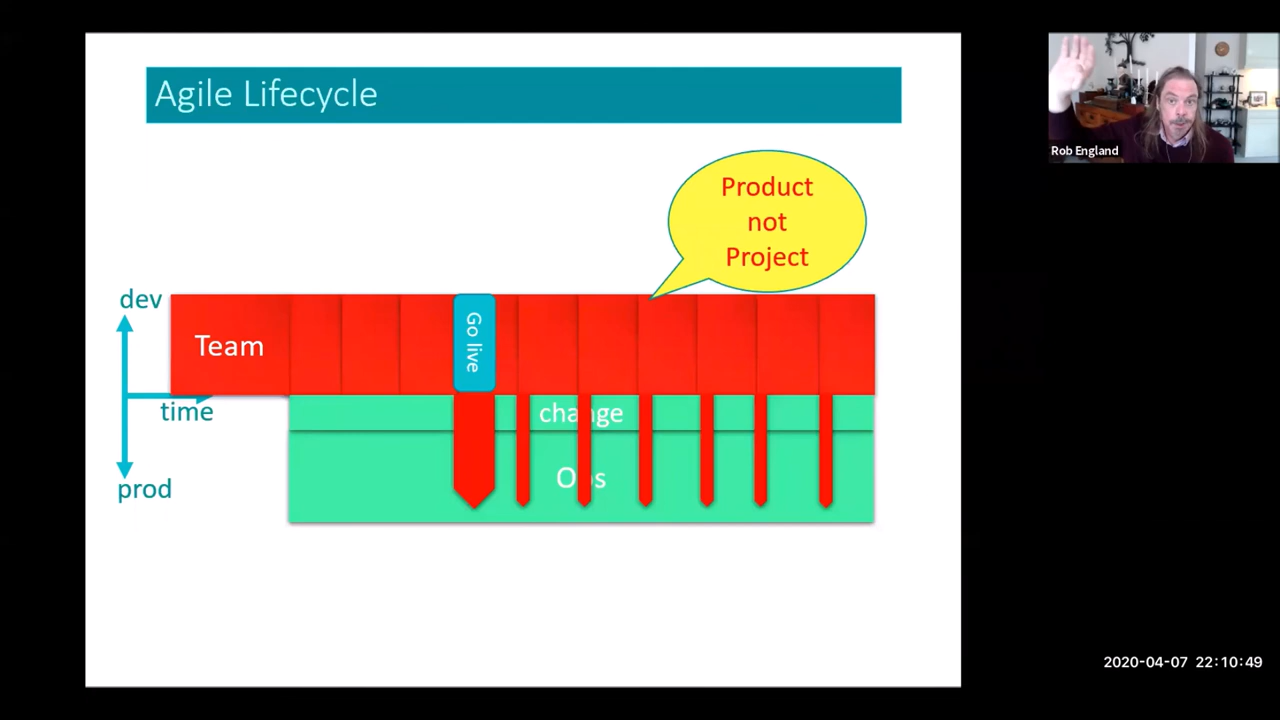 Agile Lifecycle
Rob England
Product
not
Project
dev
Team
Go live
time
change
Ops
prod
2020-04-07 22:10:49